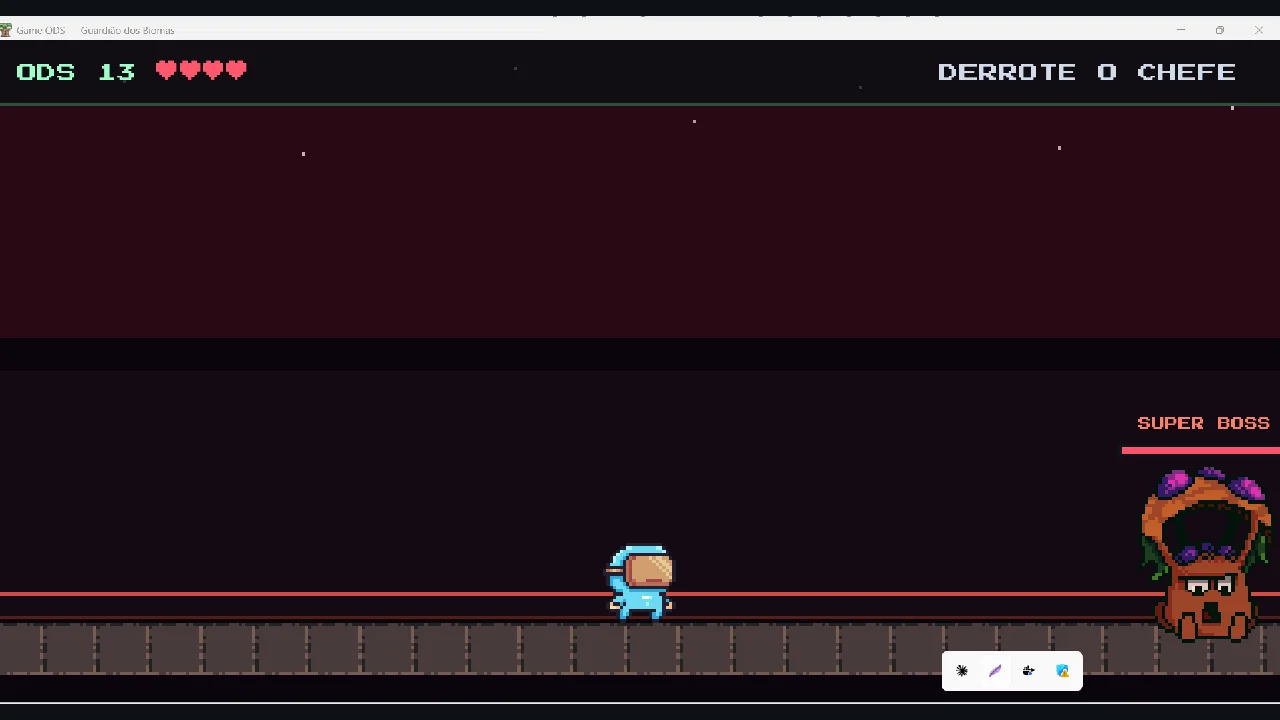 Game ODS — Guardião dos Biomas
ODS 13
DERROTE O CHEFE
SUPER BOSS